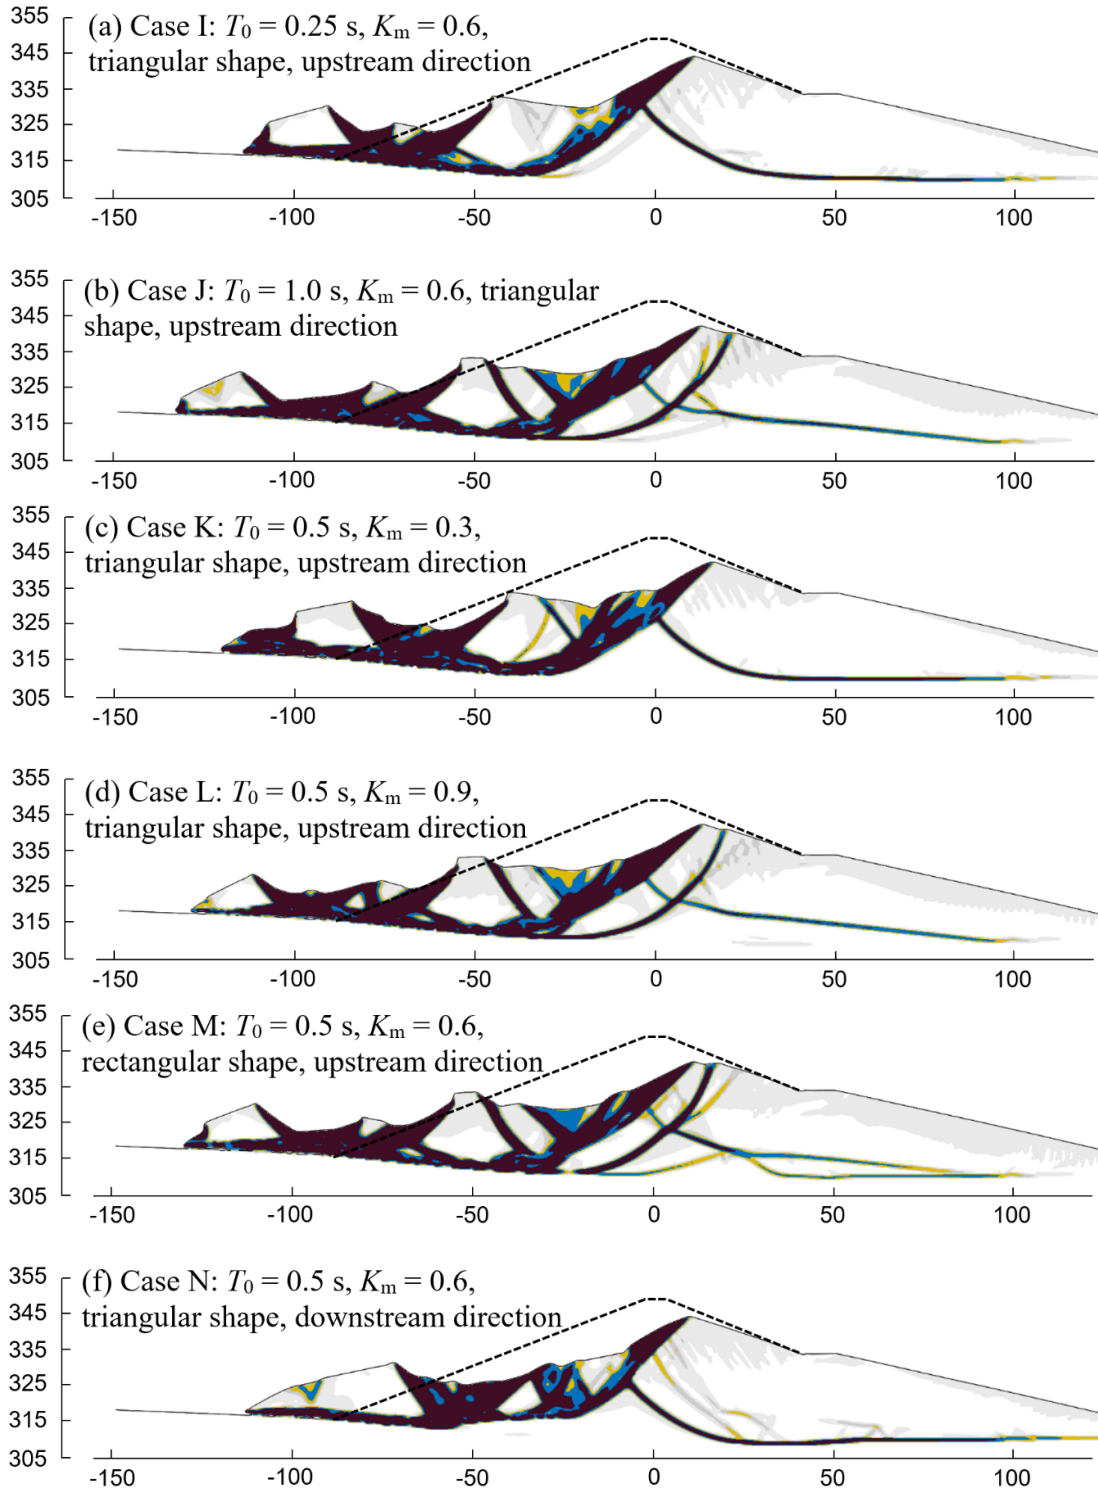 355
(a) Case I: T0 = 0.25 s, Km = 0.6,
345
triangular shape, upstream direction
335
325
315
305
-150 -100 -50 0 50 100
355
(b) Case J: T0 = 1.0 s, Km = 0.6, triangular
345
shape, upstream direction
335
325
315
305
-150 -100 -50 0 50 100
355
(c) Case K: T0 = 0.5 s, Km = 0.3,
345
triangular shape, upstream direction
335
325
315
305
-150 -100 -50 0 50 100
355
(d) Case L: T0 = 0.5 s, Km = 0.9,
345
triangular shape, upstream direction
335
325
315
305
-150 -100 -50 0 50 100
355
(e) Case M: T0 = 0.5 s, Km = 0.6,
345
rectangular shape, upstream direction
335
325
315
305
-150 -100 -50 0 50 100
355
(f) Case N: T0 = 0.5 s, Km = 0.6,
345
triangular shape, downstream direction
335
325
315
305
-150 -100 -50 0 50 100